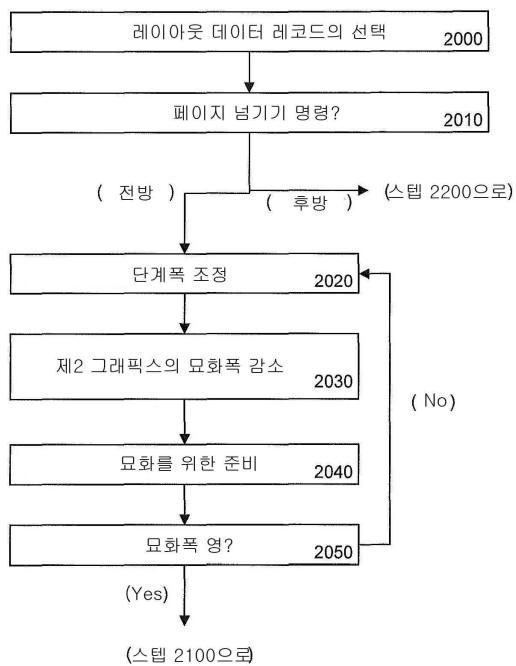 레이아웃 데이터 레코드의 선택 2000
페이지 넘기기 명령? 2010
( 전방 )
( 후방 )
(스텝 2200으로)
단계폭 조정 2020
제2 그래픽스의 묘화폭 감소 2030
( No)
묘화를 위한 준비 2040
묘화폭 영? 2050
(Yes)
(스텝 2100으로)